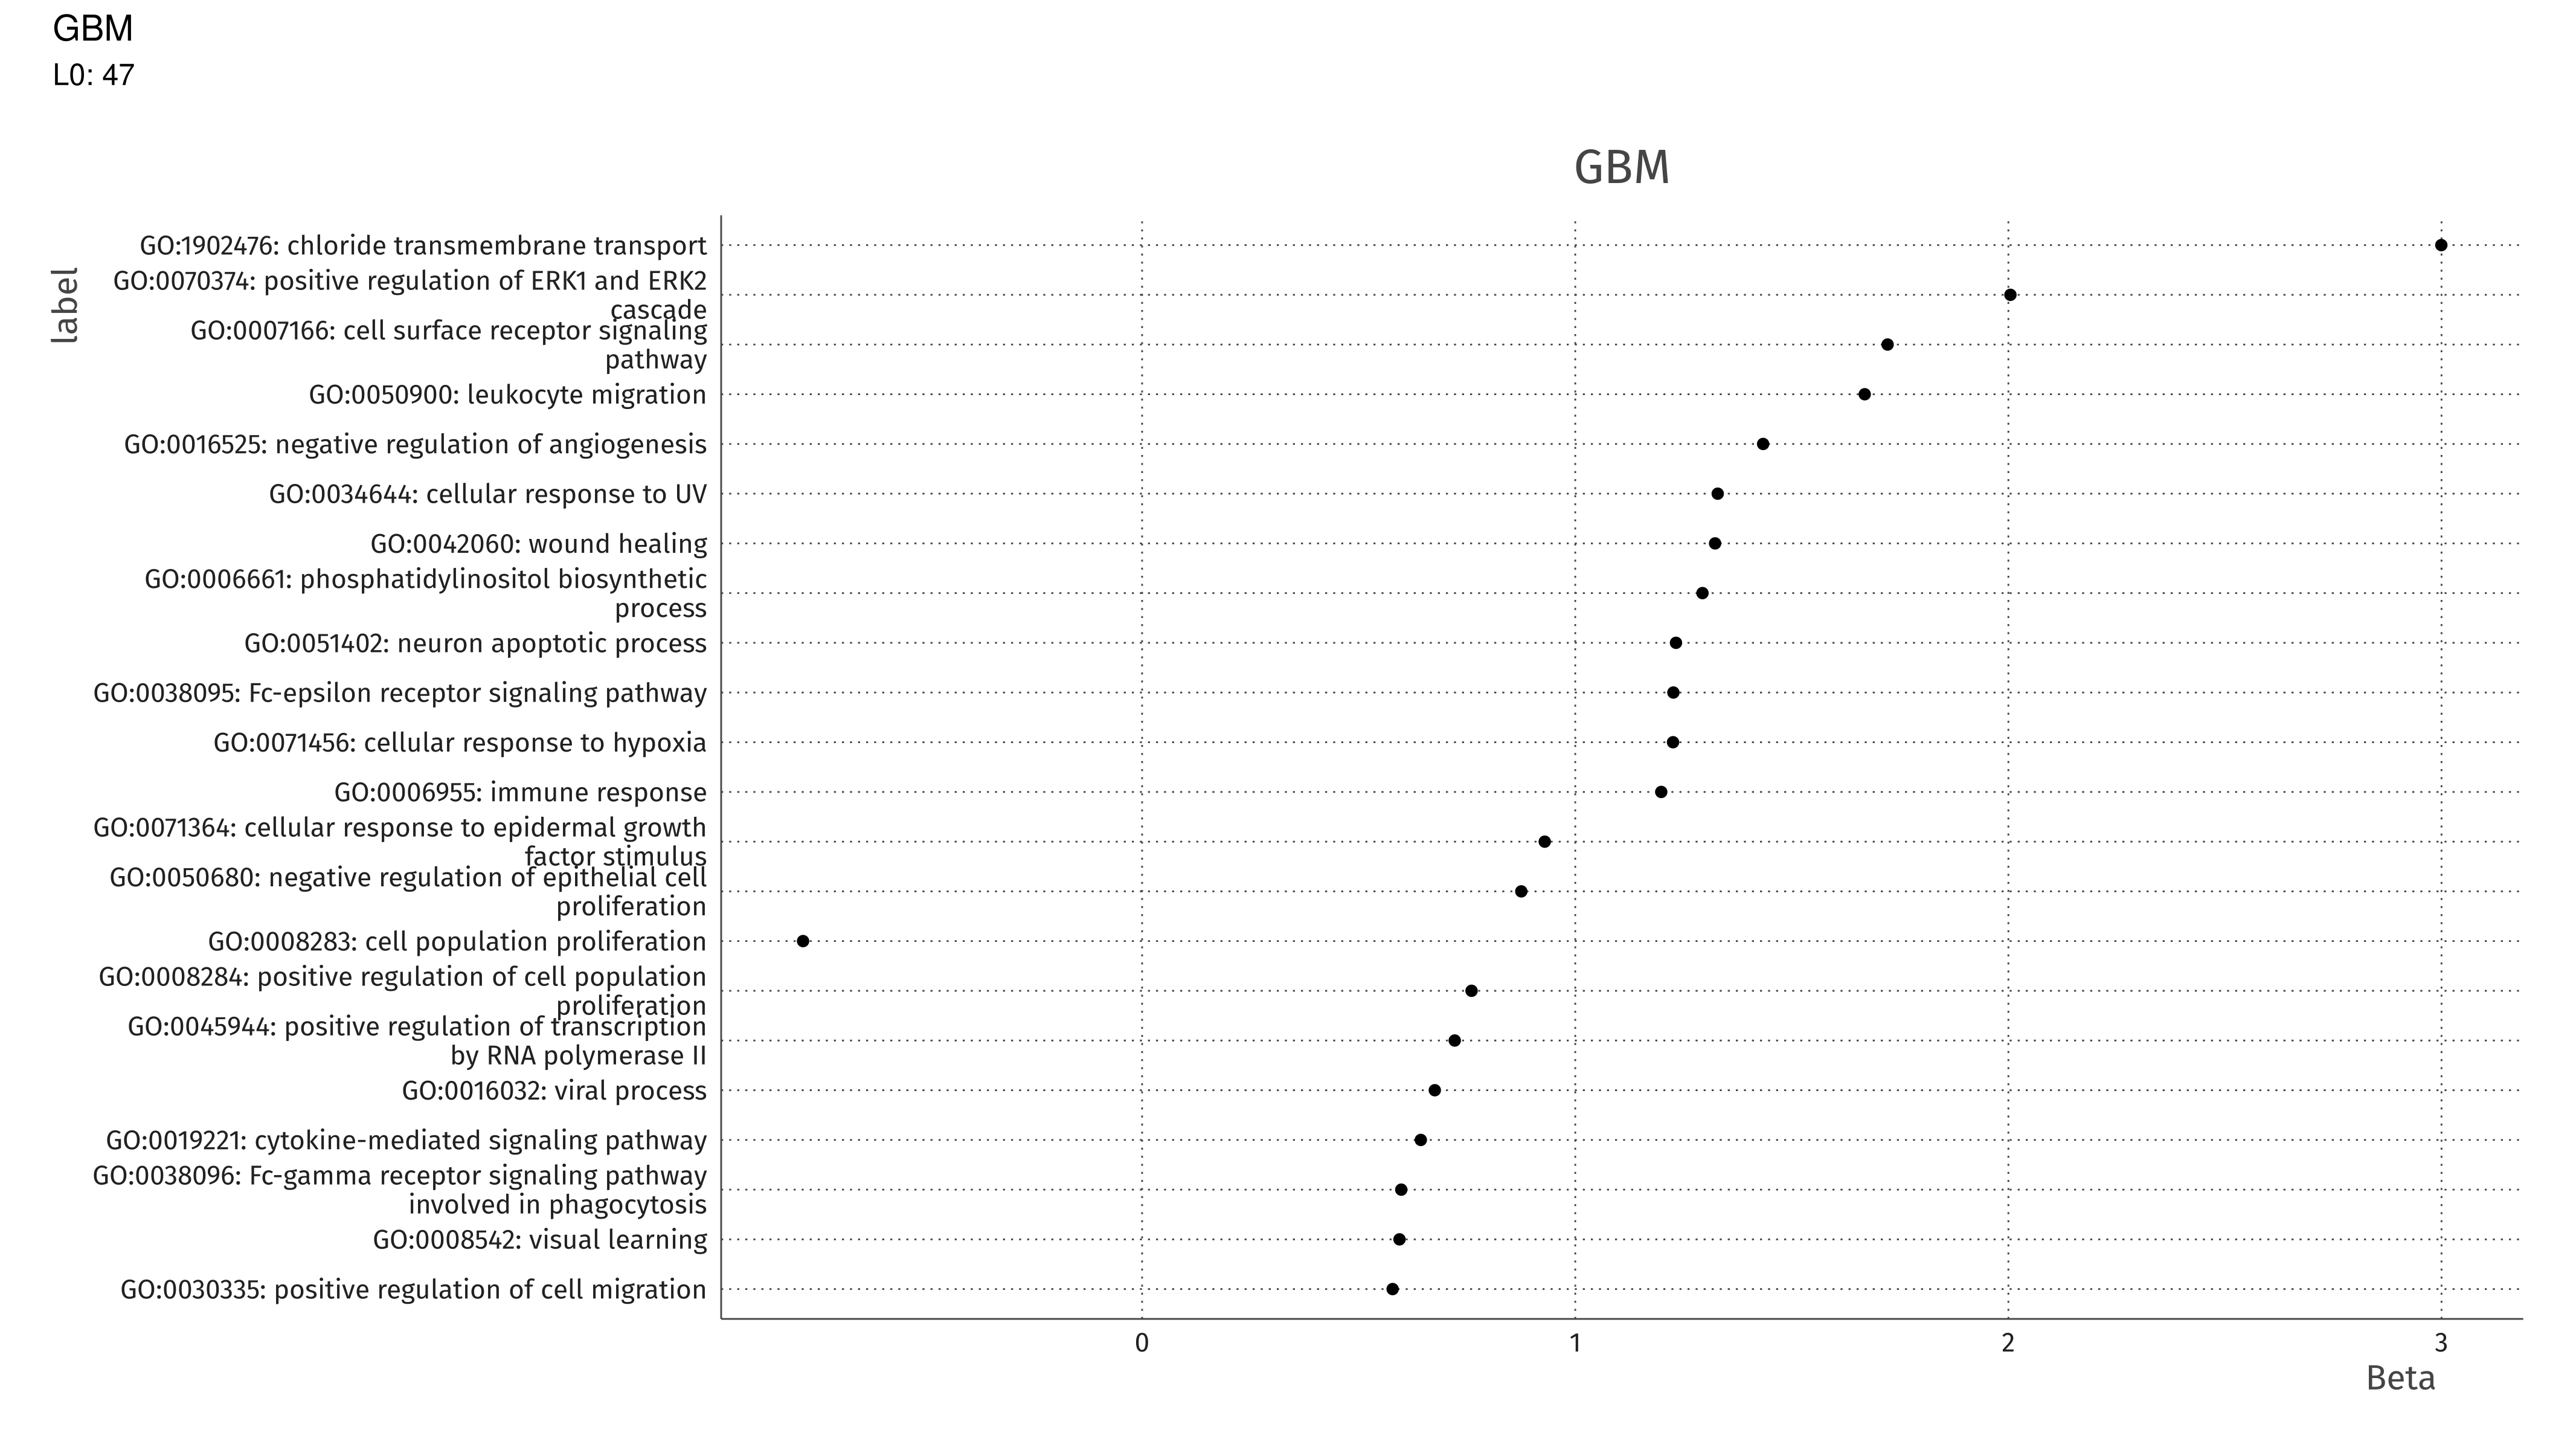 GBM
L0: 47
GBM
label
GO:1902476: chloride transmembrane transport
GO:0070374: positive regulation of ERK1 and ERK2
cascade
GO:0007166: cell surface receptor signaling
pathway
GO:0050900: leukocyte migration
GO:0016525: negative regulation of angiogenesis
GO:0034644: cellular response to UV
GO:0042060: wound healing
GO:0006661: phosphatidylinositol biosynthetic
process
GO:0051402: neuron apoptotic process
GO:0038095: Fc-epsilon receptor signaling pathway
GO:0071456: cellular response to hypoxia
GO:0006955: immune response
GO:0071364: cellular response to epidermal growth
factor stimulus
GO:0050680: negative regulation of epithelial cell
proliferation
GO:0008283: cell population proliferation
GO:0008284: positive regulation of cell population
proliferation
GO:0045944: positive regulation of transcription
by RNA polymerase II
GO:0016032: viral process
GO:0019221: cytokine-mediated signaling pathway
GO:0038096: Fc-gamma receptor signaling pathway
involved in phagocytosis
GO:0008542: visual learning
GO:0030335: positive regulation of cell migration
0 1 2 3
Beta